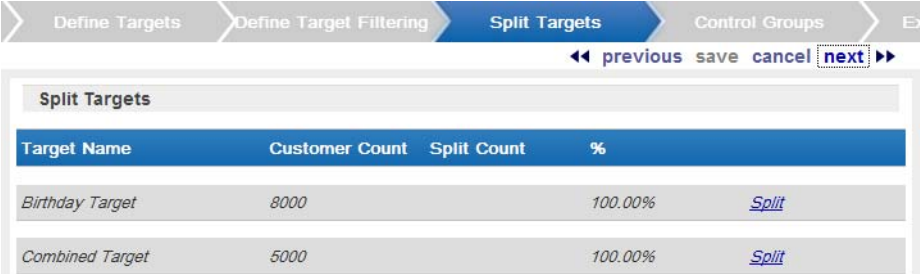 Define Targets Define Target Filtering Split Targets Control Groups
previous save cancel next
Split Targets
Target Name Customer Count Split Count %
Birthday Target 8000 100.00% Split
Combined Target 5000 100.00% Split